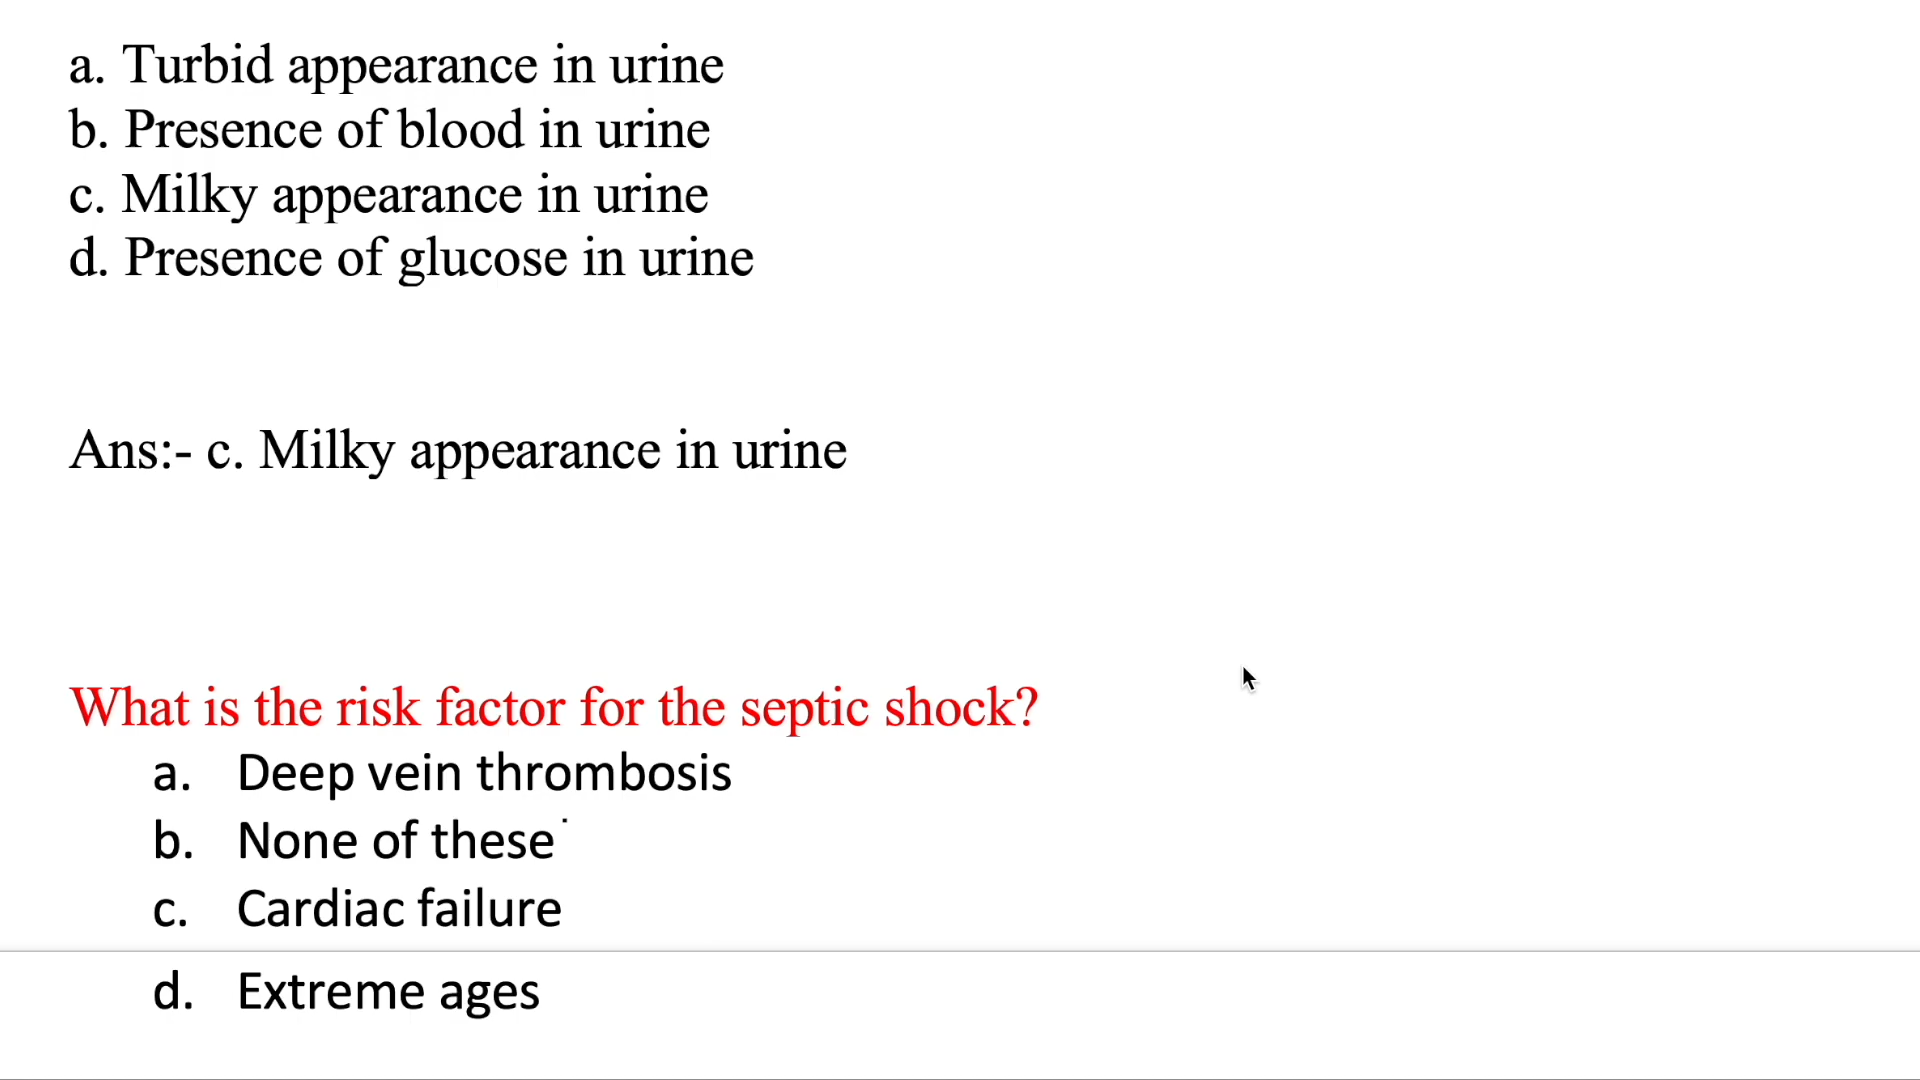 a. Turbid appearance in urine
b. Presence of blood in urine
c. Milky appearance in urine
d. Presence of glucose in urine
Ans:- c. Milky appearance in urine
What is the risk factor for the septic shock?
a. Deep vein thrombosis
b. None of these
c. Cardiac failure
d. Extreme ages